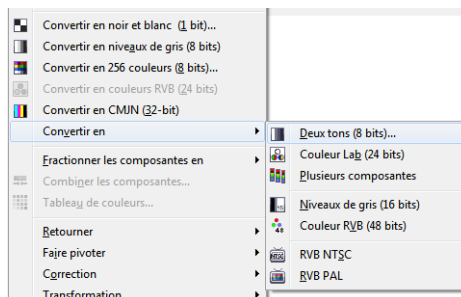 Convertir en noir et blanc (1 bit)...
Convertir en niveaux de gris (8 bits)
Convertir en 256 couleurs (8 bits)...
Convertir en couleurs RVB (24 bits)
Convertir en CMJN (32-bit)
Convertir en
Fractionner les composantes en
Combiner les composantes...
Tableau de couleurs...
Retourner
Faire pivoter
Correction
Transformation
Deux tons (8 bits)...
Couleur Lab (24 bits)
Plusieurs composantes
Niveaux de gris (16 bits)
48
Couleur RVB (48 bits)
NTSC
RVB NTSC
RVB PAL